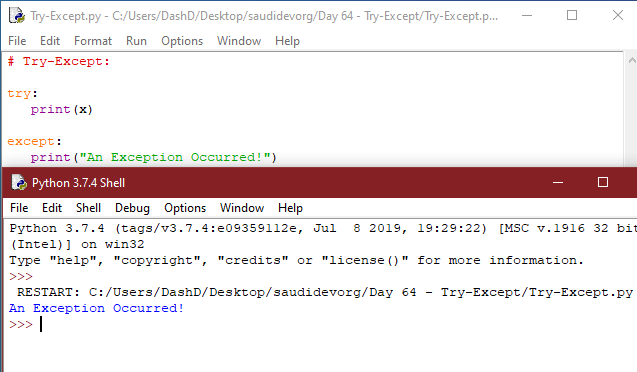 Try-Except.py - C:/Users/DashD/Desktop/saudidevorg/Day 64 - Try-Except/Try-Except.p...
File Edit Format Run Options Window Help
# Try-Except:
try:
print(x)
except:
print("An Exception Occurred!")
Python 3.7.4 Shell
File Edit Shell Debug Options Window Help
Python 3.7.4 (tags/v3.7.4:e09359112e, Jul 8 2019, 19:29:22) [MSC v.1916 32 bit
(Intel)] on win32
Type "help", "copyright", "credits" or "license()" for more information.
>>>
RESTART: C:/Users/DashD/Desktop/saudidevorg/Day 64 - Try-Except/Try-Except.py
An Exception Occurred!
>>>